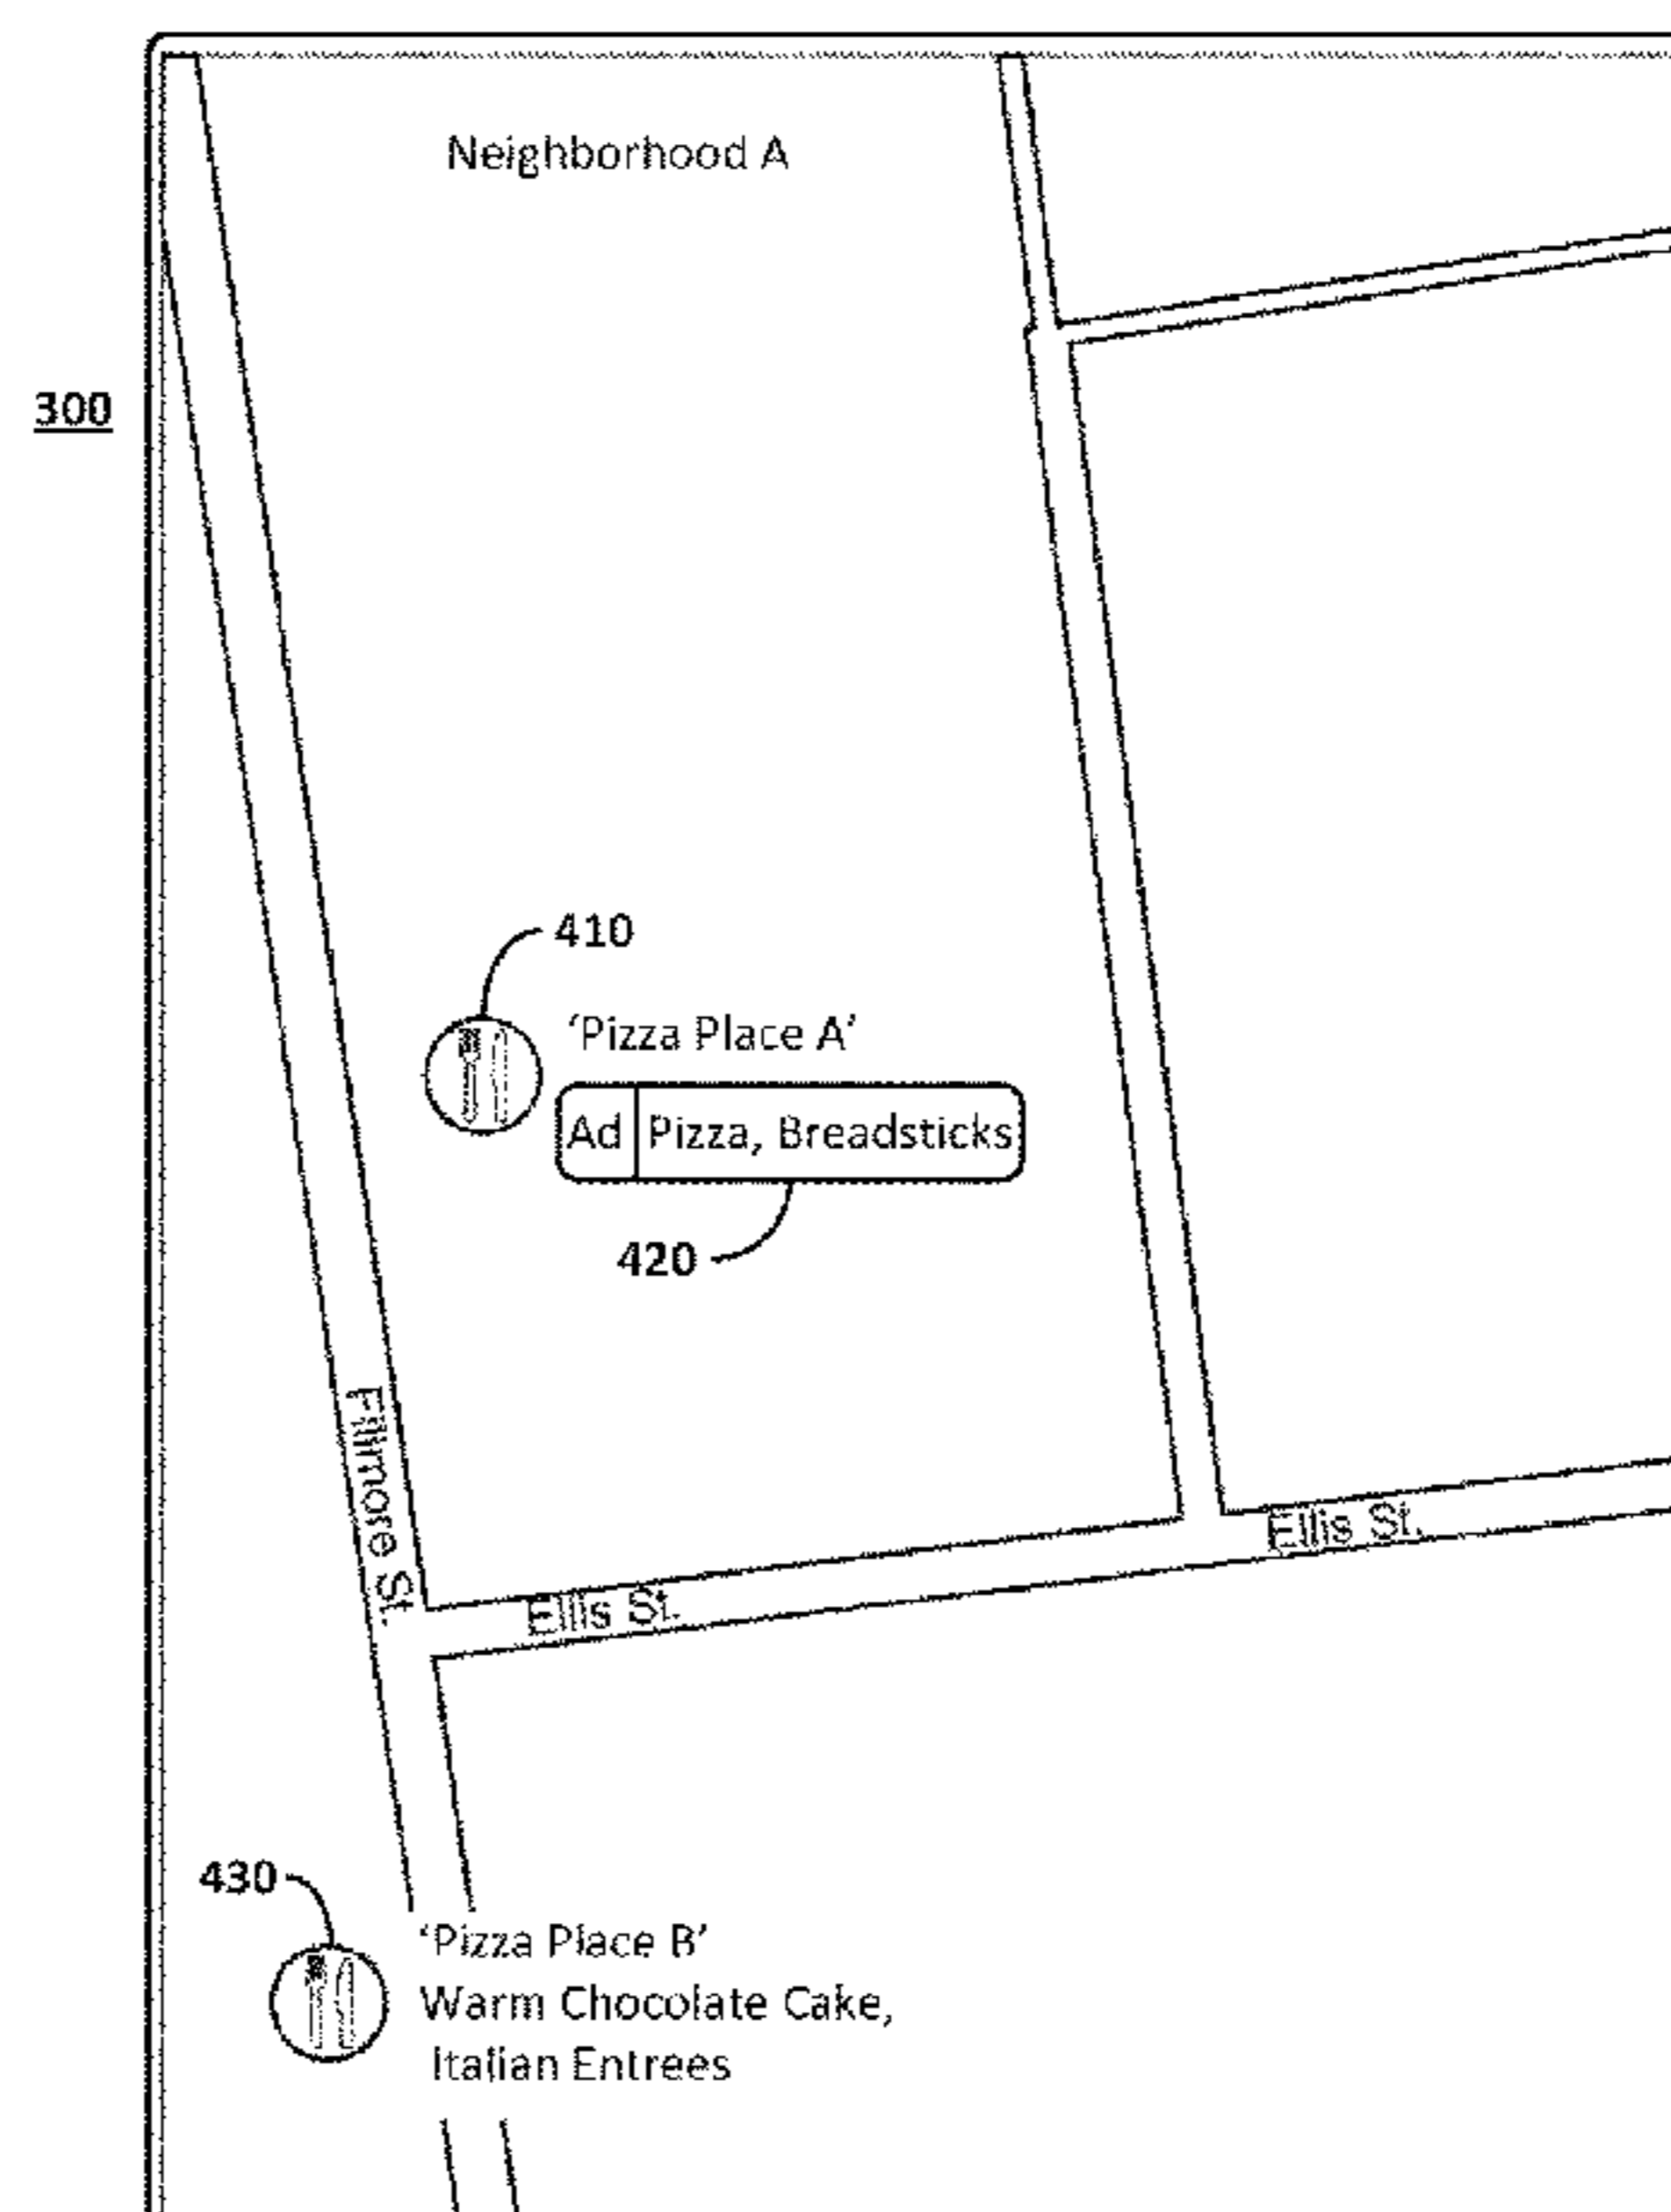 Neighborhood A
300
410
‘Pizza Place A’
Ad Pizza, Breadsticks
420
Fillmore St.
Ellis St.
Ellis St.
430
‘Pizza Place B’
Warm Chocolate Cake,
Italian Entrees